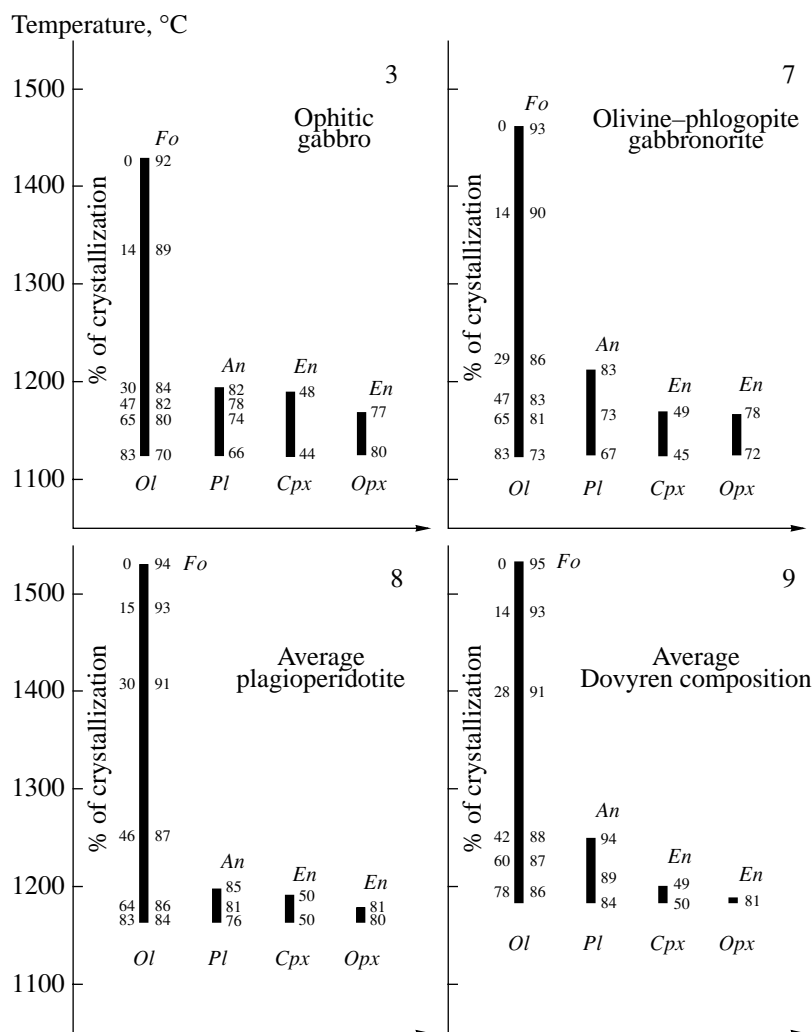 Temperature, °C
1500
1400
1300
1200
1100
% of crystallization
3
Ophitic
gabbro
Fo
0 92
14 89
30 84
47 82
65 80
83 70
An
82
78
74
66
En
48
44
En
77
80
Ol Pl Cpx Opx
% of crystallization
7
Olivine–phlogopite
gabbronorite
Fo
0 93
14 90
29 86
47 83
65 81
83 73
An
83
73
67
En
49
45
En
78
72
Ol Pl Cpx Opx
1500
1400
1300
1200
1100
% of crystallization
8
Average
plagioperidotite
0 94 Fo
15 93
30 91
46 87
64 86
83 84
An
85
81
76
En
50
50
En
81
80
Ol Pl Cpx Opx
% of crystallization
9
Average
Dovyren composition
0 95 Fo
14 93
28 91
42 88
60 87
78 86
An
94
89
84
En
49
50
En
81
Ol Pl Cpx Opx